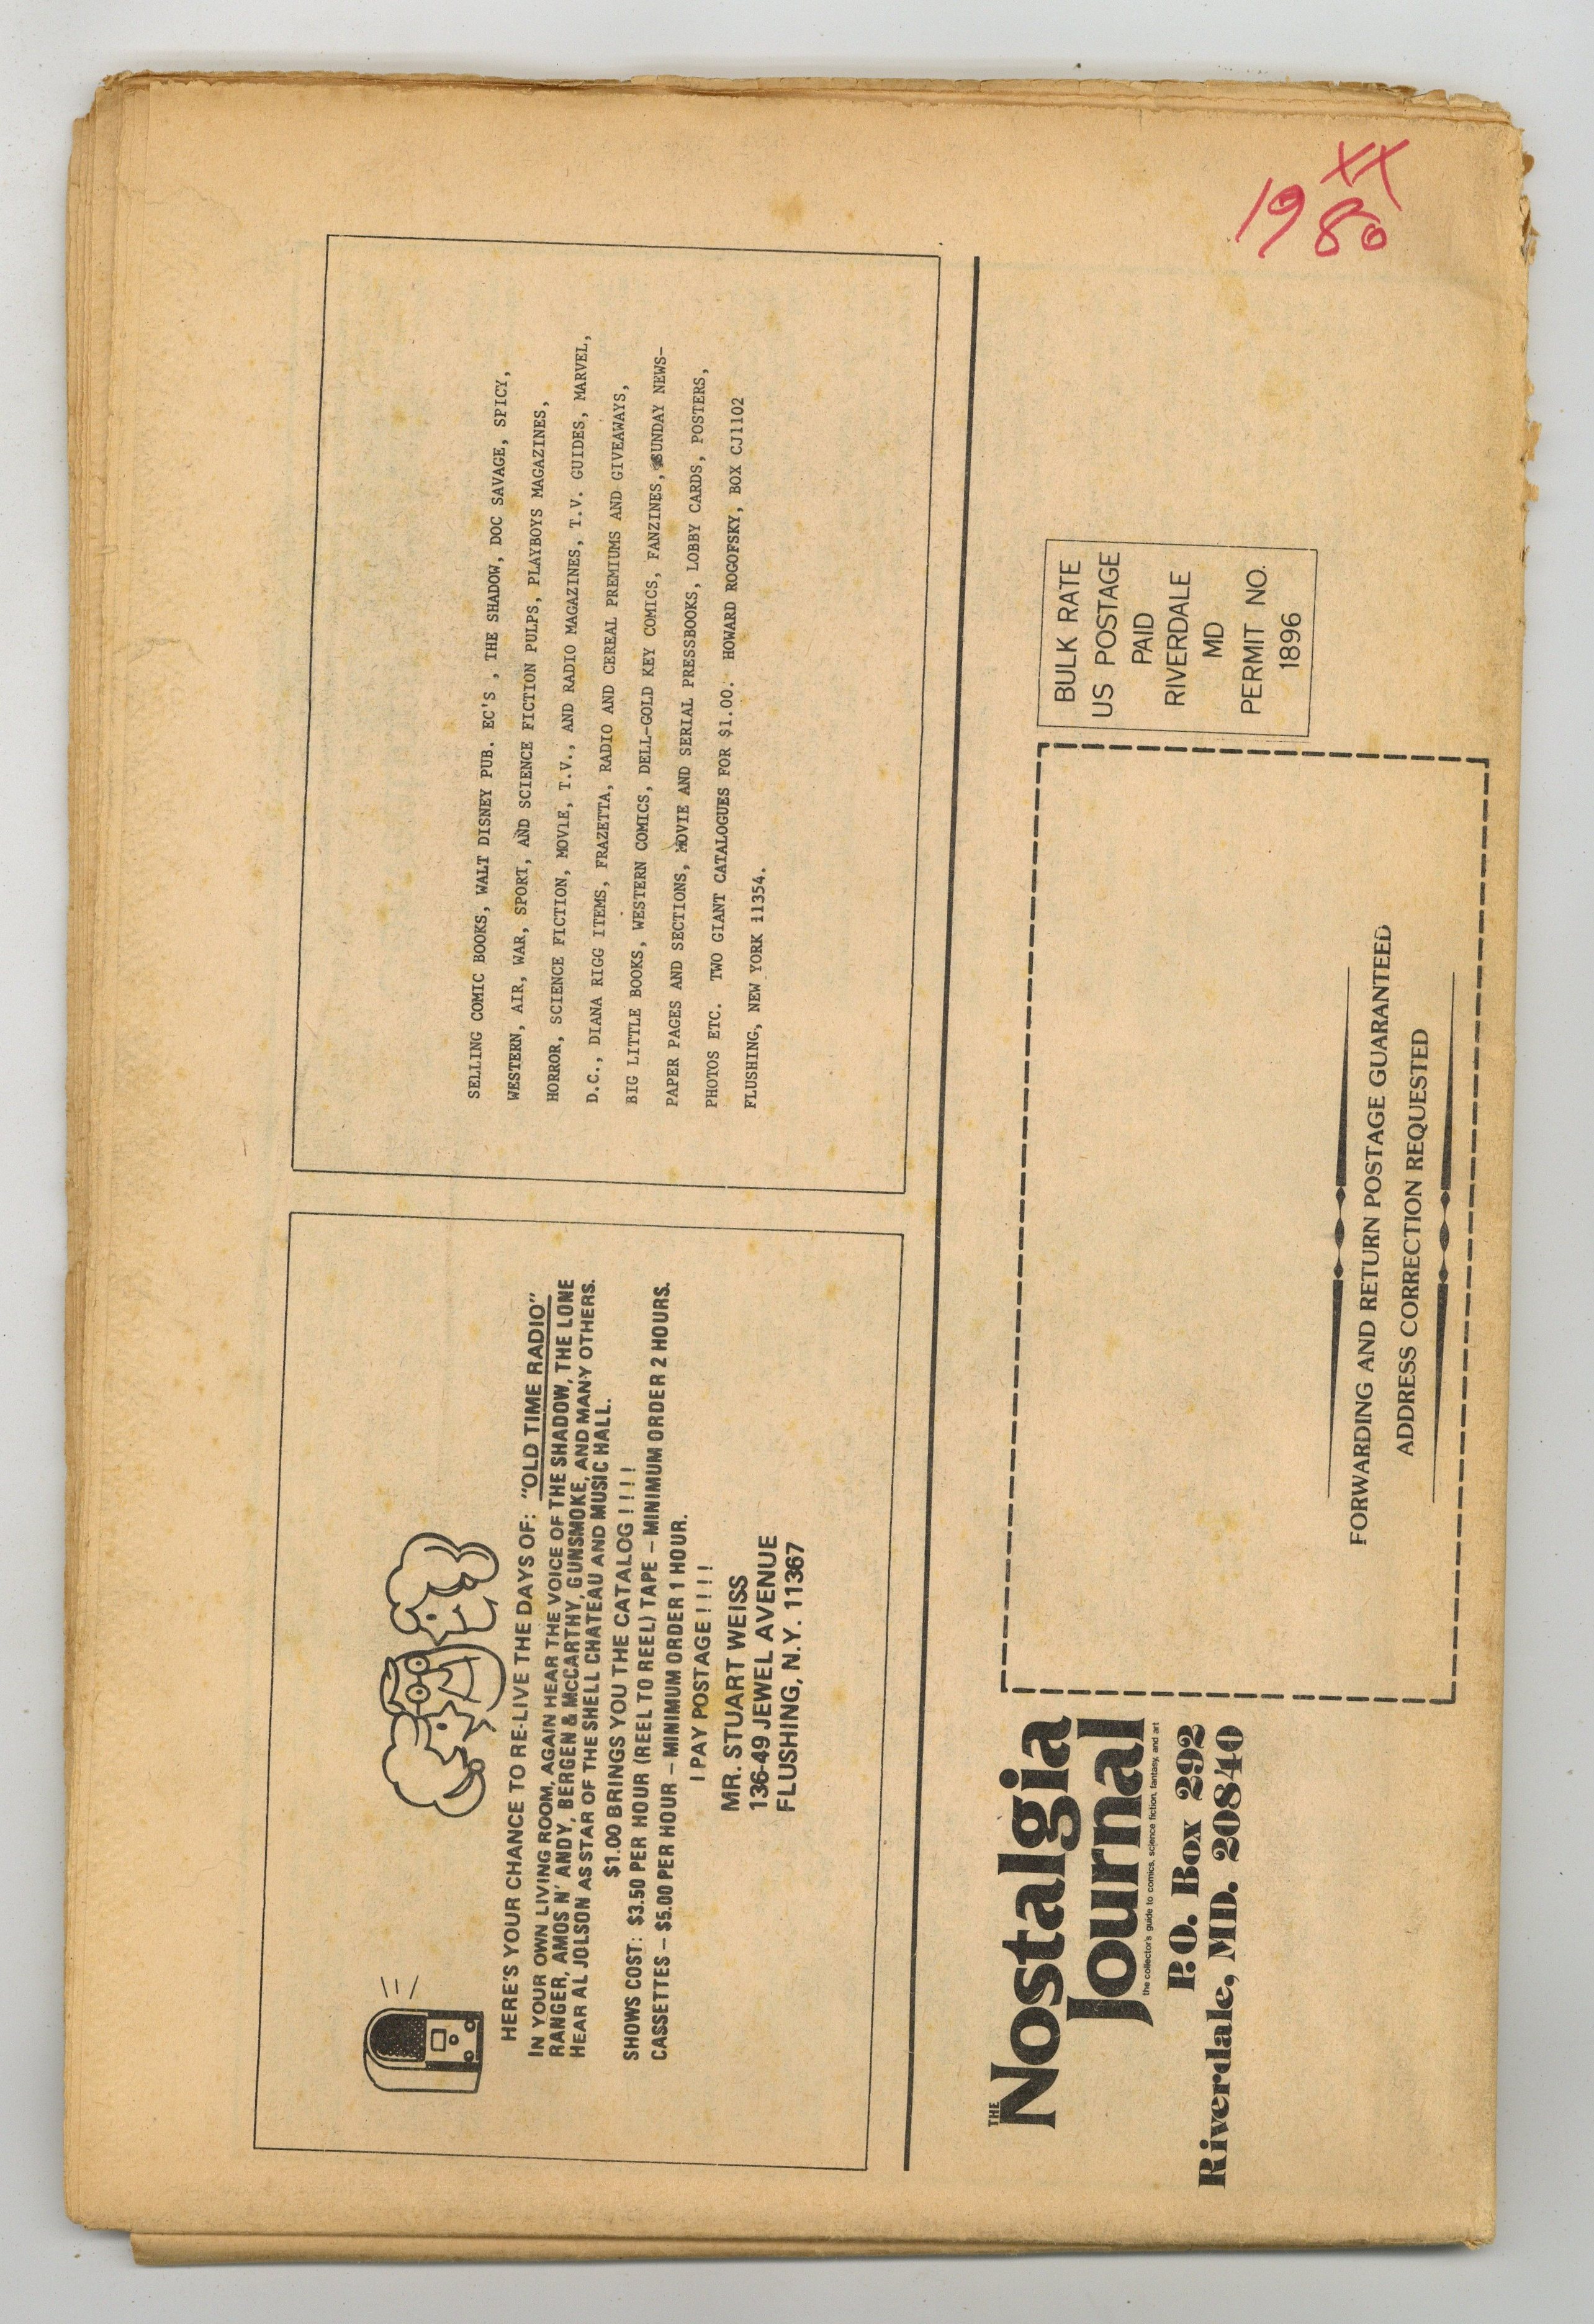 HERE'S YOUR CHANCE TO RE-LIVE THE DAYS OF: "OLD TIME RADIO"
IN YOUR OWN LIVING ROOM, AGAIN HEAR THE VOICE OF THE SHADOW, THE LONE
RANGER, AMOS N' ANDY, BERGEN & McCARTHY, GUNSMOKE, AND MANY OTHERS.
HEAR AL JOLSON AS STAR OF THE SHELL CHATEAU AND MUSIC HALL.
$1.00 BRINGS YOU THE CATALOG ! ! ! !
SHOWS COST: $3.50 PER HOUR (REEL TO REEL) TAPE – MINIMUM ORDER 2 HOURS.
CASSETTES – $5.00 PER HOUR – MINIMUM ORDER 1 HOUR.
I PAY POSTAGE ! ! ! !
MR. STUART WEISS
136-49 JEWEL AVENUE
FLUSHING, N.Y. 11367
SELLING COMIC BOOKS, WALT DISNEY PUB. EC'S , THE SHADOW, DOC SAVAGE, SPICY,
WESTERN, AIR, WAR, SPORT, AND SCIENCE FICTION PULPS, PLAYBOYS MAGAZINES,
HORROR, SCIENCE FICTION, MOVIE, T.V., AND RADIO MAGAZINES, T.V. GUIDES, MARVEL,
D.C., DIANA RIGG ITEMS, FRAZETTA, RADIO AND CEREAL PREMIUMS AND GIVEAWAYS,
BIG LITTLE BOOKS, WESTERN COMICS, DELL-GOLD KEY COMICS, FANZINES, SUNDAY NEWS-
PAPER PAGES AND SECTIONS, MOVIE AND SERIAL PRESSBOOKS, LOBBY CARDS, POSTERS,
PHOTOS ETC. TWO GIANT CATALOGUES FOR $1.00. HOWARD ROGOFSKY, BOX CJ1102
FLUSHING, NEW YORK 11354.
THE
Nostalgia
Journal
the collector's guide to comics, science fiction, fantasy, and art
P.O. Box 292
Riverdale, MD. 20840
FORWARDING AND RETURN POSTAGE GUARANTEED
ADDRESS CORRECTION REQUESTED
BULK RATE
US POSTAGE
PAID
RIVERDALE
MD
PERMIT NO.
1896
XX
1980